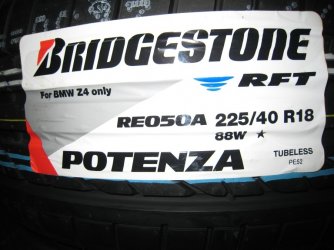 BRIDGESTONE
RFT
For BMW Z4 only
RE050A 225/40 R18
88W ★
POTENZA
TUBELESS
PE52